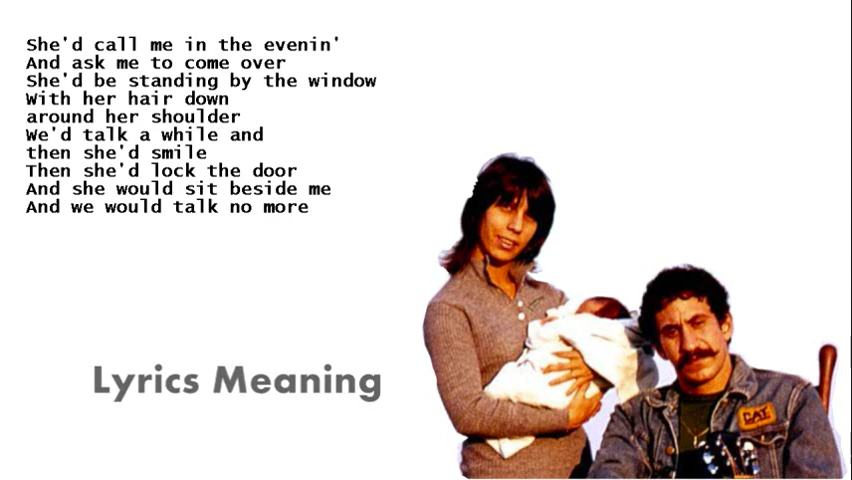 She'd call me in the evenin'
And ask me to come over
She'd be standing by the window
With her hair down
around her shoulder
We'd talk a while and
then she'd smile
Then she'd lock the door
And she would sit beside me
And we would talk no more
Lyrics Meaning
CAT